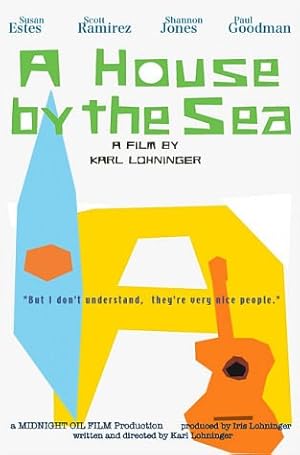 Susan Scott Shannon Paul
Estes Ramirez Jones Goodman
A House
by the Sea
A FILM BY
KARL LOHNINGER
"But I don't understand, they're very nice people."
a MIDNIGHT OIL FILM Production produced by Iris Lohninger
written and directed by Karl Lohninger